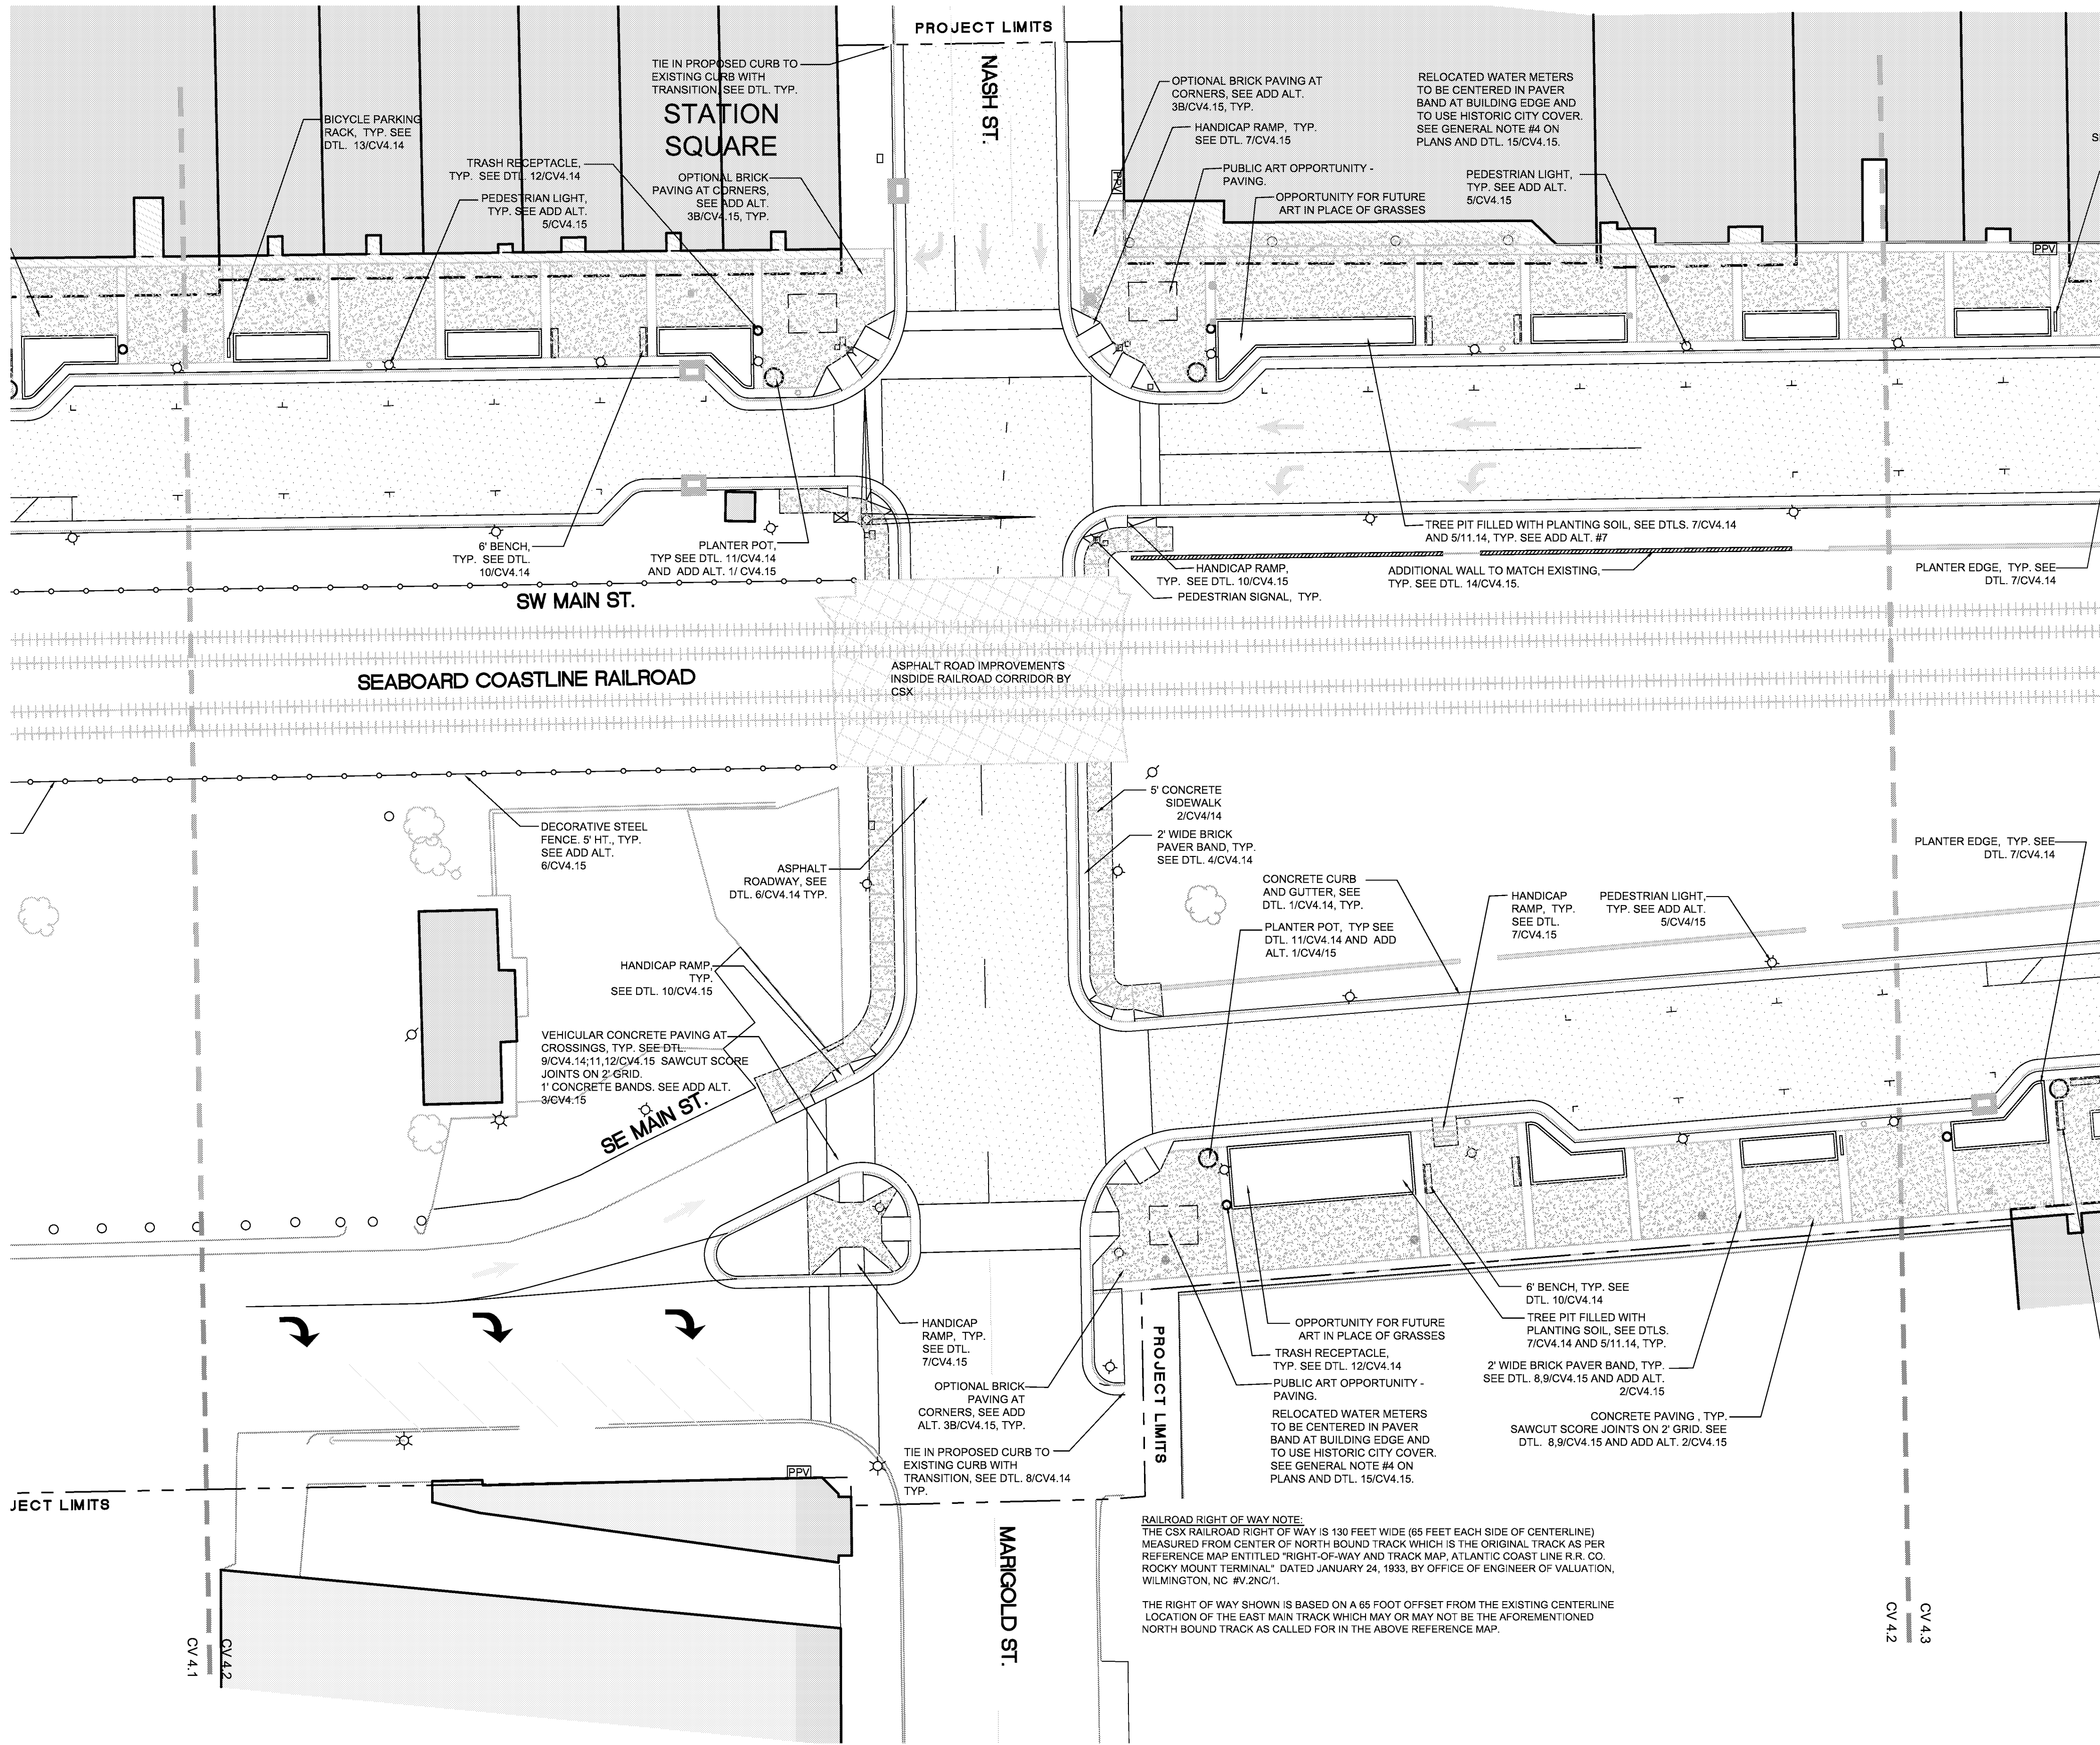 PROJECT LIMITS
NASH ST.
TIE IN PROPOSED CURB TO
EXISTING CURB WITH
TRANSITION, SEE DTL. TYP.
STATION
SQUARE
BICYCLE PARKING
RACK, TYP. SEE
DTL. 13/CV4.14
TRASH RECEPTACLE,
TYP. SEE DTL. 12/CV4.14
PEDESTRIAN LIGHT,
TYP. SEE ADD ALT.
5/CV4.15
OPTIONAL BRICK
PAVING AT CORNERS,
SEE ADD ALT.
3B/CV4.15, TYP.
OPTIONAL BRICK PAVING AT
CORNERS, SEE ADD ALT.
3B/CV4.15, TYP.
HANDICAP RAMP, TYP.
SEE DTL. 7/CV4.15
PUBLIC ART OPPORTUNITY -
PAVING.
OPPORTUNITY FOR FUTURE
ART IN PLACE OF GRASSES
RELOCATED WATER METERS
TO BE CENTERED IN PAVER
BAND AT BUILDING EDGE AND
TO USE HISTORIC CITY COVER.
SEE GENERAL NOTE #4 ON
PLANS AND DTL. 15/CV4.15.
PEDESTRIAN LIGHT,
TYP. SEE ADD ALT.
5/CV4.15
PPV
PPV
6' BENCH,
TYP. SEE DTL.
10/CV4.14
PLANTER POT,
TYP SEE DTL. 11/CV4.14
AND ADD ALT. 1/ CV4.15
HANDICAP RAMP,
TYP. SEE DTL. 10/CV4.15
PEDESTRIAN SIGNAL, TYP.
TREE PIT FILLED WITH PLANTING SOIL, SEE DTLS. 7/CV4.14
AND 5/11.14, TYP. SEE ADD ALT. #7
ADDITIONAL WALL TO MATCH EXISTING,
TYP. SEE DTL. 14/CV4.15.
PLANTER EDGE, TYP. SEE
DTL. 7/CV4.14
SW MAIN ST.
SEABOARD COASTLINE RAILROAD
ASPHALT ROAD IMPROVEMENTS
INSDIDE RAILROAD CORRIDOR BY
CSX
DECORATIVE STEEL
FENCE. 5' HT., TYP.
SEE ADD ALT.
6/CV4.15
ASPHALT
ROADWAY, SEE
DTL. 6/CV4.14 TYP.
5' CONCRETE
SIDEWALK
2/CV4/14
2' WIDE BRICK
PAVER BAND, TYP.
SEE DTL. 4/CV4.14
CONCRETE CURB
AND GUTTER, SEE
DTL. 1/CV4.14, TYP.
PLANTER POT, TYP SEE
DTL. 11/CV4.14 AND ADD
ALT. 1/CV4/15
HANDICAP
RAMP, TYP.
SEE DTL.
7/CV4.15
PEDESTRIAN LIGHT,
TYP. SEE ADD ALT.
5/CV4/15
PLANTER EDGE, TYP. SEE
DTL. 7/CV4.14
HANDICAP RAMP,
TYP.
SEE DTL. 10/CV4.15
VEHICULAR CONCRETE PAVING AT
CROSSINGS, TYP. SEE DTL.
9/CV4.14;11,12/CV4.15 SAWCUT SCORE
JOINTS ON 2' GRID.
1' CONCRETE BANDS. SEE ADD ALT.
3/CV4.15
SE MAIN ST.
HANDICAP
RAMP, TYP.
SEE DTL.
7/CV4.15
OPTIONAL BRICK
PAVING AT
CORNERS, SEE ADD
ALT. 3B/CV4.15, TYP.
TIE IN PROPOSED CURB TO
EXISTING CURB WITH
TRANSITION, SEE DTL. 8/CV4.14
TYP.
PROJECT LIMITS
OPPORTUNITY FOR FUTURE
ART IN PLACE OF GRASSES
TRASH RECEPTACLE,
TYP. SEE DTL. 12/CV4.14
PUBLIC ART OPPORTUNITY -
PAVING.
RELOCATED WATER METERS
TO BE CENTERED IN PAVER
BAND AT BUILDING EDGE AND
TO USE HISTORIC CITY COVER.
SEE GENERAL NOTE #4 ON
PLANS AND DTL. 15/CV4.15.
6' BENCH, TYP. SEE
DTL. 10/CV4.14
TREE PIT FILLED WITH
PLANTING SOIL, SEE DTLS.
7/CV4.14 AND 5/11.14, TYP.
2' WIDE BRICK PAVER BAND, TYP.
SEE DTL. 8,9/CV4.15 AND ADD ALT.
2/CV4.15
CONCRETE PAVING , TYP.
SAWCUT SCORE JOINTS ON 2' GRID. SEE
DTL. 8,9/CV4.15 AND ADD ALT. 2/CV4.15
PPV
JECT LIMITS
MARIGOLD ST.
RAILROAD RIGHT OF WAY NOTE:
THE CSX RAILROAD RIGHT OF WAY IS 130 FEET WIDE (65 FEET EACH SIDE OF CENTERLINE)
MEASURED FROM CENTER OF NORTH BOUND TRACK WHICH IS THE ORIGINAL TRACK AS PER
REFERENCE MAP ENTITLED "RIGHT-OF-WAY AND TRACK MAP, ATLANTIC COAST LINE R.R. CO.
ROCKY MOUNT TERMINAL" DATED JANUARY 24, 1933, BY OFFICE OF ENGINEER OF VALUATION,
WILMINGTON, NC #V.2NC/1.
THE RIGHT OF WAY SHOWN IS BASED ON A 65 FOOT OFFSET FROM THE EXISTING CENTERLINE
LOCATION OF THE EAST MAIN TRACK WHICH MAY OR MAY NOT BE THE AFOREMENTIONED
NORTH BOUND TRACK AS CALLED FOR IN THE ABOVE REFERENCE MAP.
CV 4.1
CV 4.2
CV 4.2
CV 4.3